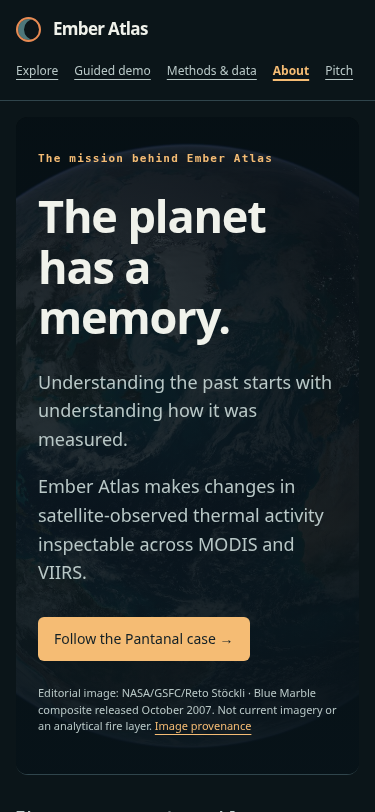 Ember Atlas
Explore Guided demo Methods & data About Pitch
The mission behind Ember Atlas
The planet
has a
memory.
Understanding the past starts with
understanding how it was
measured.
Ember Atlas makes changes in
satellite-observed thermal activity
inspectable across MODIS and
VIIRS.
Follow the Pantanal case →
Editorial image: NASA/GSFC/Reto Stöckli · Blue Marble
composite released October 2007. Not current imagery or
an analytical fire layer. Image provenance